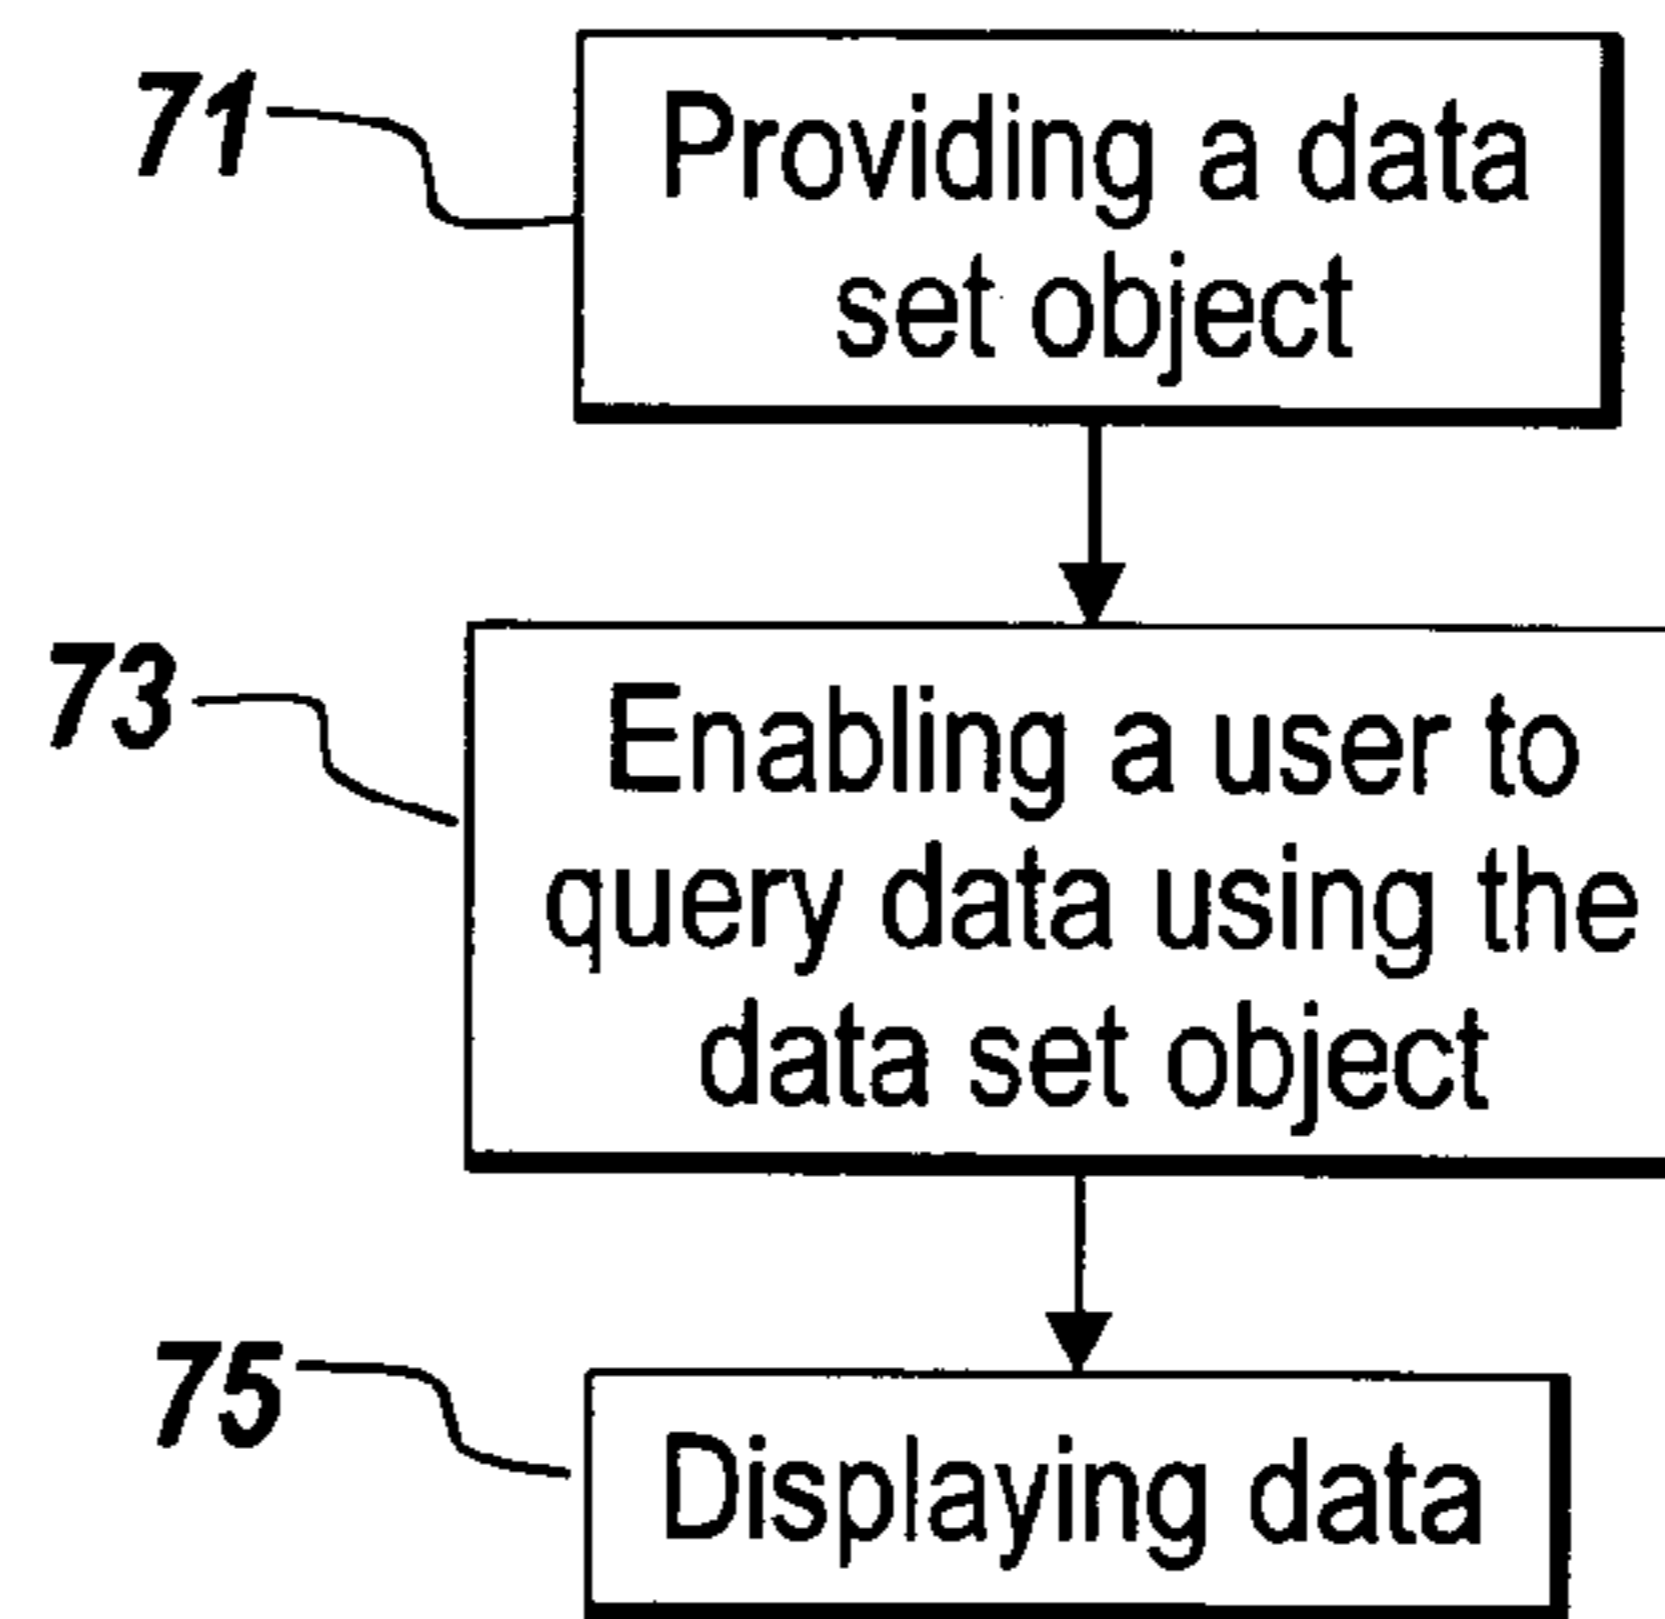 71
Providing a data
set object
73
Enabling a user to
query data using the
data set object
75
Displaying data